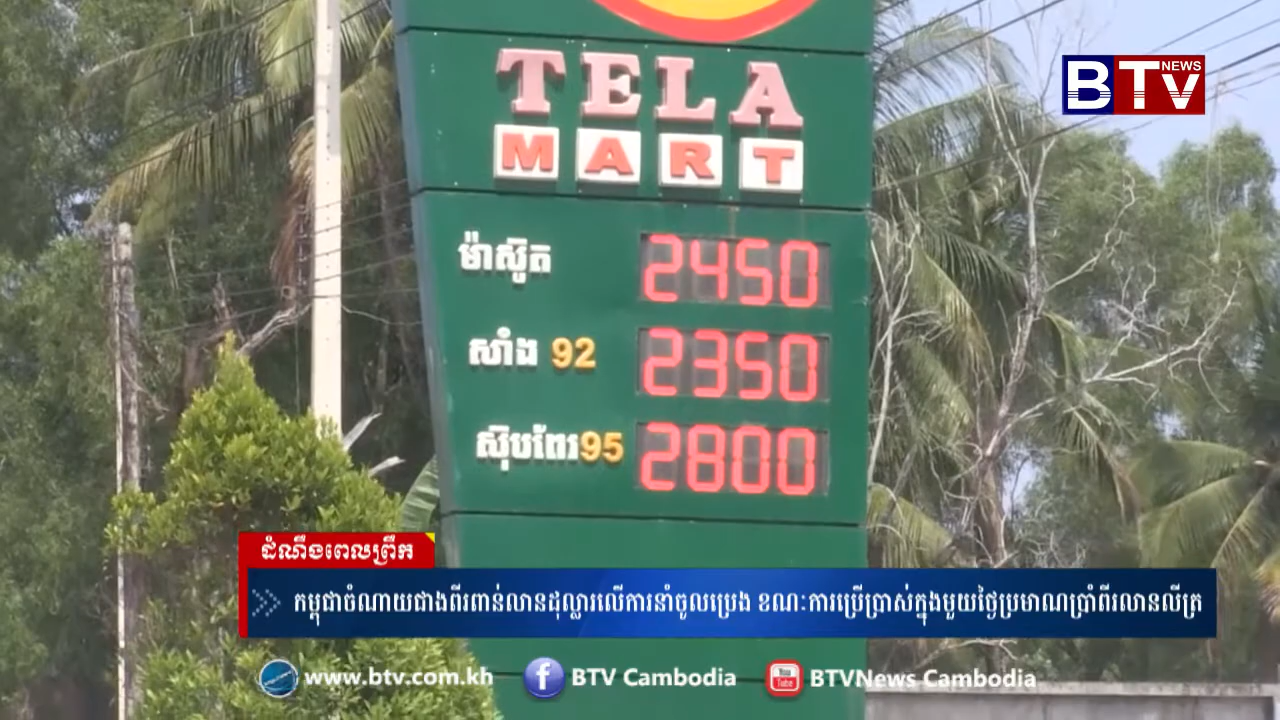 TELA
MART
BTV NEWS
ម៉ាស៊ូត 2450
សាំង 92 2350
ស៊ុបពែរ95 2800
ដំណឹងពេលព្រឹក
កម្ពុជាចំណាយជាងពីរពាន់លានដុល្លារលើការនាំចូលប្រេង ខណៈការប្រើប្រាស់ក្នុងមួយថ្ងៃប្រមាណប្រាំពីរលានលីត្រ
www.btv.com.kh BTV Cambodia BTVNews Cambodia